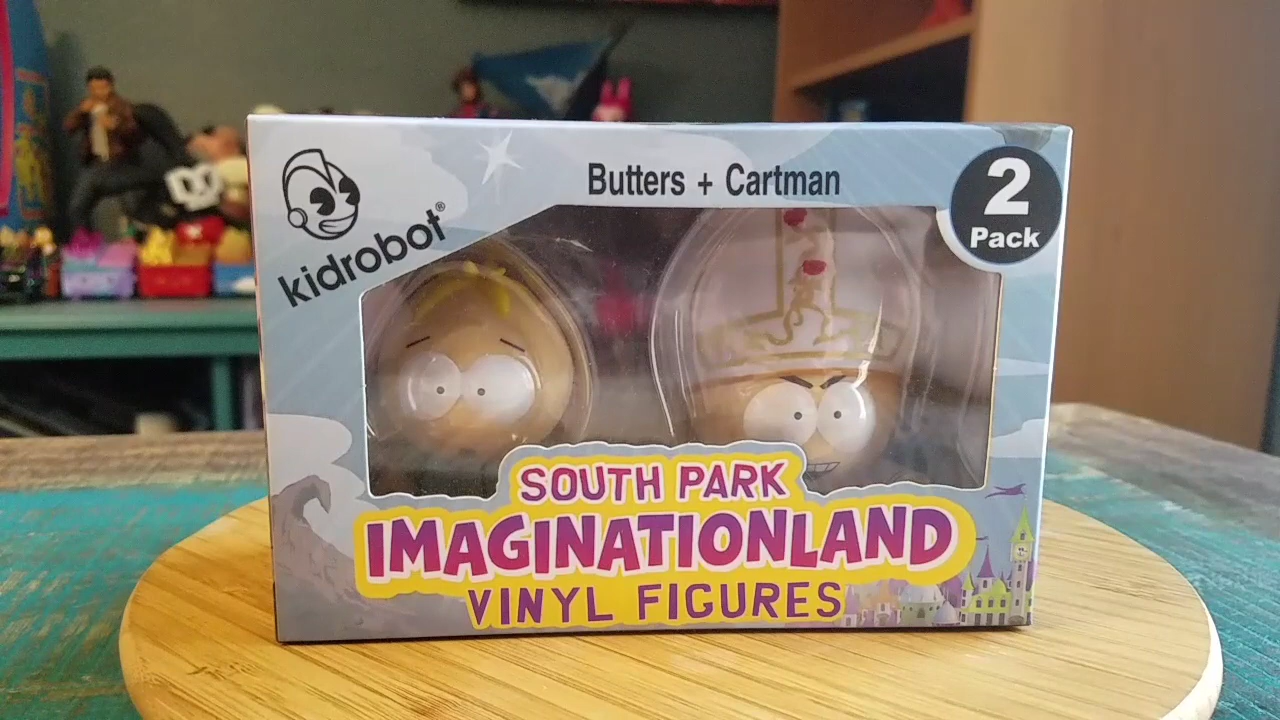 kidrobot®
Butters + Cartman
2
Pack
SOUTH PARK
IMAGINATIONLAND
VINYL FIGURES